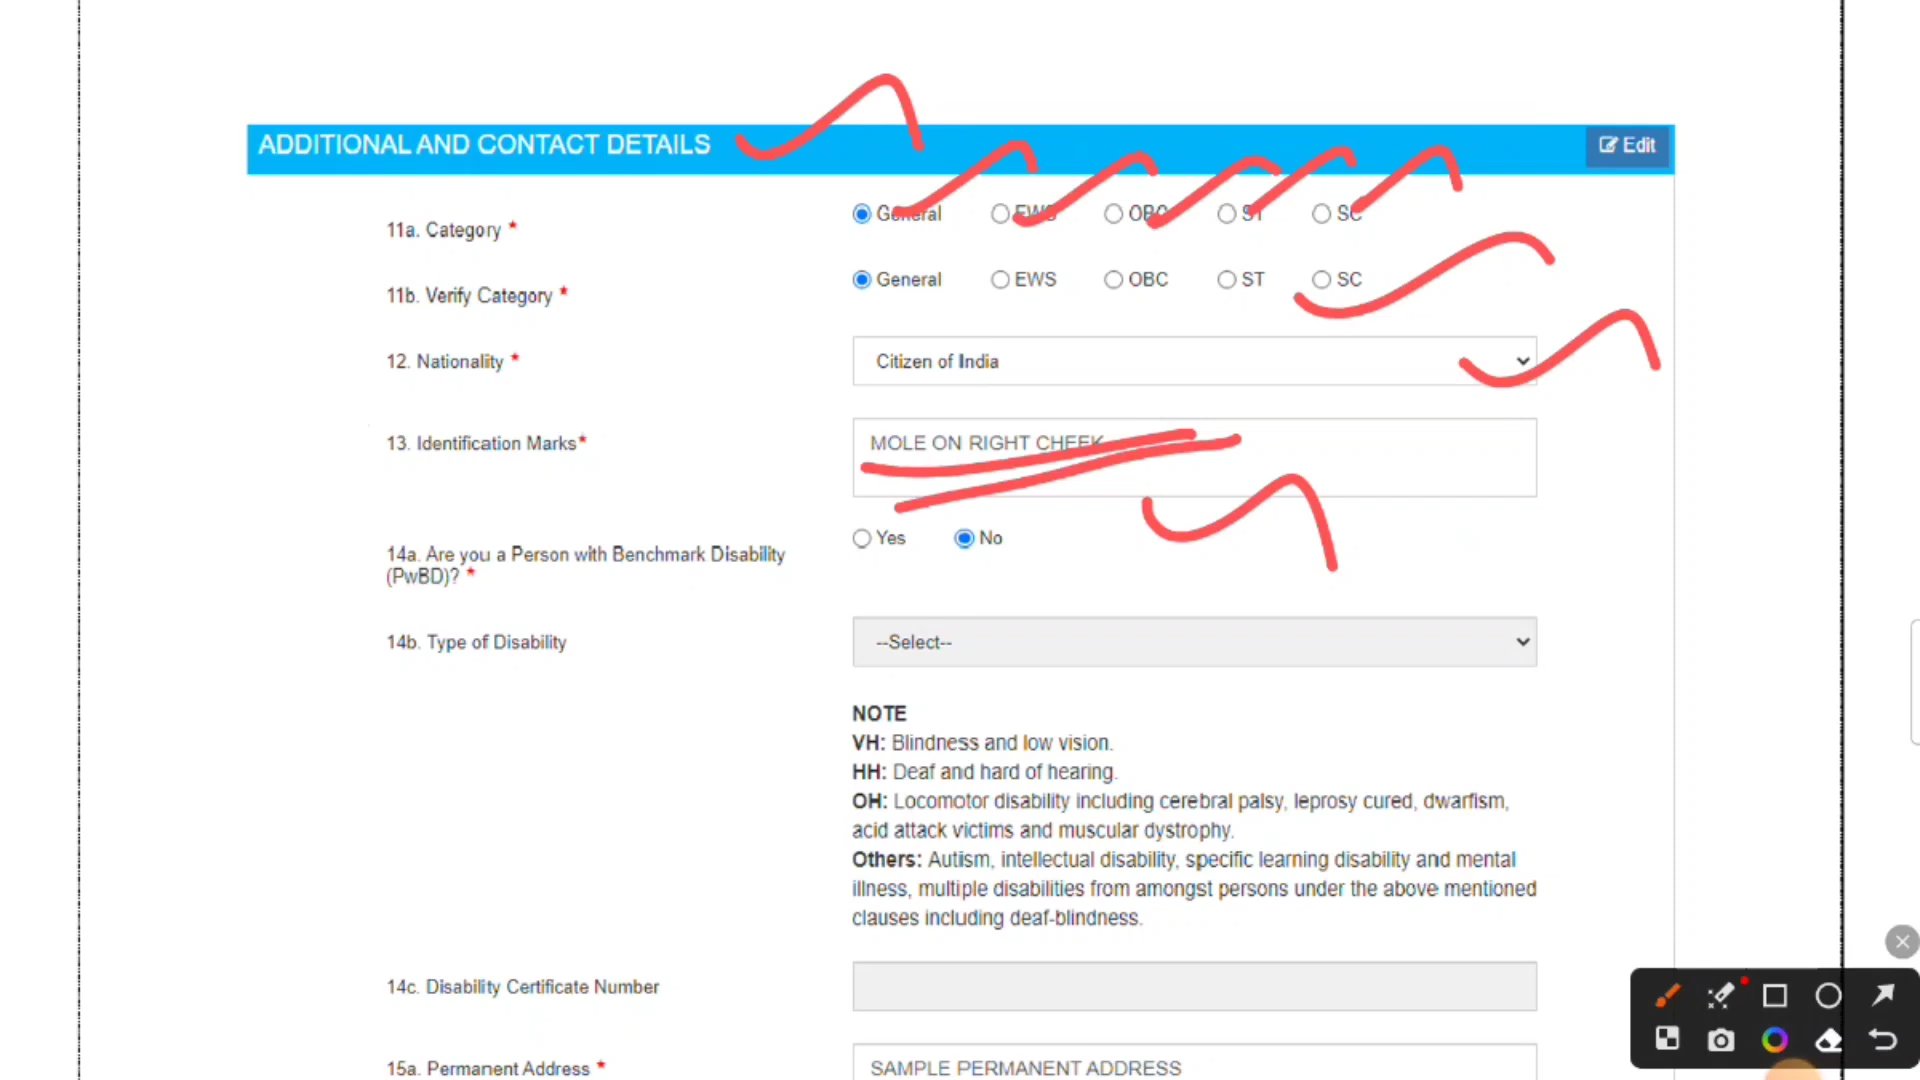 ADDITIONAL AND CONTACT DETAILS Edit
11a. Category * General EWS OBC ST SC
11b. Verify Category * General EWS OBC ST SC
12. Nationality * Citizen of India
13. Identification Marks* MOLE ON RIGHT CHEEK
14a. Are you a Person with Benchmark Disability (PwBD)? * Yes No
14b. Type of Disability --Select--
NOTE
VH: Blindness and low vision.
HH: Deaf and hard of hearing.
OH: Locomotor disability including cerebral palsy, leprosy cured, dwarfism,
acid attack victims and muscular dystrophy.
Others: Autism, intellectual disability, specific learning disability and mental
illness, multiple disabilities from amongst persons under the above mentioned
clauses including deaf-blindness.
14c. Disability Certificate Number
15a. Permanent Address * SAMPLE PERMANENT ADDRESS